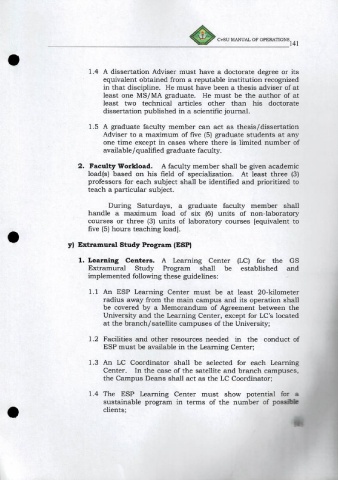 CvSU MANUAL OF OPERATIONS
141
1.4 A dissertation Adviser must have a doctorate degree or its
equivalent obtained from a reputable institution recognized
in that discipline. He must have been a thesis adviser of at
least one MS/MA graduate. He must be the author of at
least two technical articles other than his doctorate
dissertation published in a scientific journal.
1.5 A graduate faculty member can act as thesis/dissertation
Adviser to a maximum of five (5) graduate students at any
one time except in cases where there is limited number of
available/qualified graduate faculty.
2. Faculty Workload. A faculty member shall be given academic
load(s) based on his field of specialization. At least three (3)
professors for each subject shall be identified and prioritized to
teach a particular subject.
During Saturdays, a graduate faculty member shall
handle a maximum load of six (6) units of non-laboratory
courses or three (3) units of laboratory courses [equivalent to
five (5) hours teaching load].
y) Extramural Study Program (ESP)
1. Learning Centers. A Learning Center (LC) for the GS
Extramural Study Program shall be established and
implemented following these guidelines:
1.1 An ESP Learning Center must be at least 20-kilometer
radius away from the main campus and its operation shall
be covered by a Memorandum of Agreement between the
University and the Learning Center, except for LC's located
at the branch/satellite campuses of the University;
1.2 Facilities and other resources needed in the conduct of
ESP must be available in the Learning Center;
1.3 An LC Coordinator shall be selected for each Learning
Center. In the case of the satellite and branch campuses,
the Campus Deans shall act as the LC Coordinator;
1.4 The ESP Learning Center must show potential for a
sustainable program in terms of the number of possible
clients;